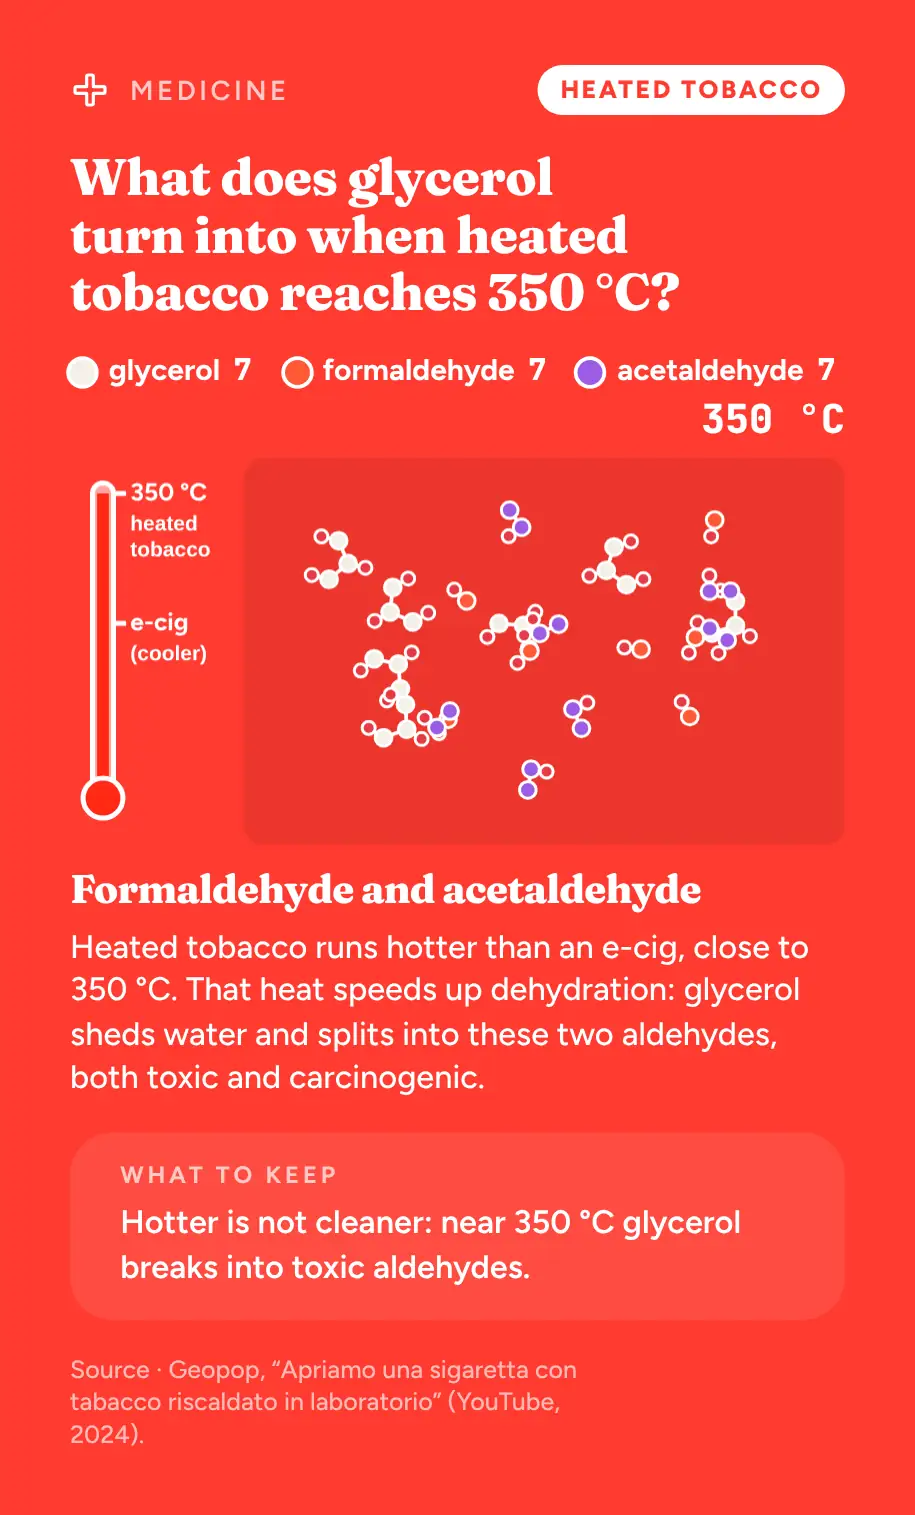 MEDICINE
HEATED TOBACCO
What does glycerol
turn into when heated
tobacco reaches 350 °C?
glycerol 7 formaldehyde 7 acetaldehyde 7
350 °C
350 °C
heated
tobacco
e-cig
(cooler)
Formaldehyde and acetaldehyde
Heated tobacco runs hotter than an e-cig, close to
350 °C. That heat speeds up dehydration: glycerol
sheds water and splits into these two aldehydes,
both toxic and carcinogenic.
WHAT TO KEEP
Hotter is not cleaner: near 350 °C glycerol
breaks into toxic aldehydes.
Source · Geopop, “Apriamo una sigaretta con
tabacco riscaldato in laboratorio” (YouTube,
2024).